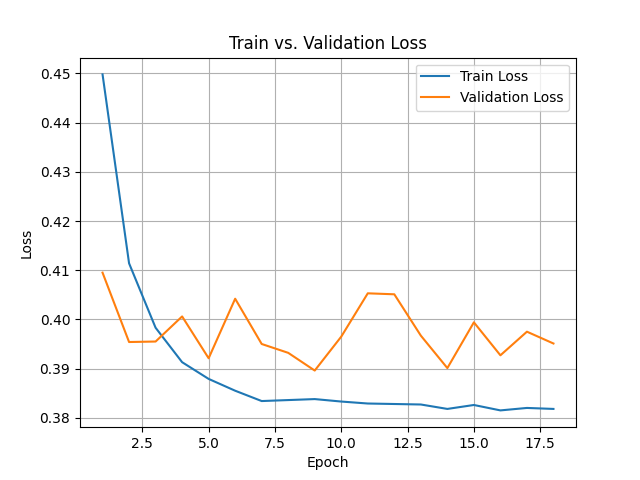 Train vs. Validation Loss
Train Loss
Validation Loss
0.45
0.44
0.43
0.42
0.41
0.40
0.39
0.38
Loss
2.5 5.0 7.5 10.0 12.5 15.0 17.5
Epoch